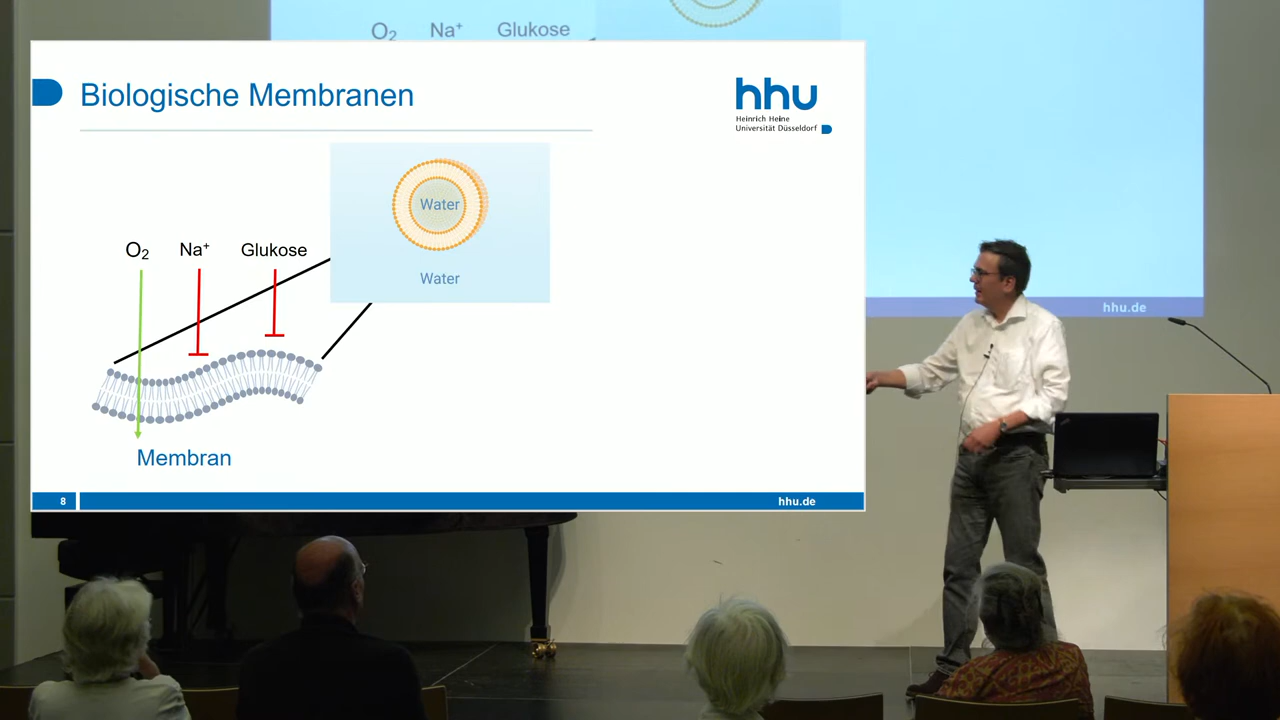 O₂ Na⁺ Glukose
Biologische Membranen
hhu
Heinrich Heine
Universität Düsseldorf
Water
O₂ Na⁺ Glukose
Water
hhu.de
Membran
8 hhu.de